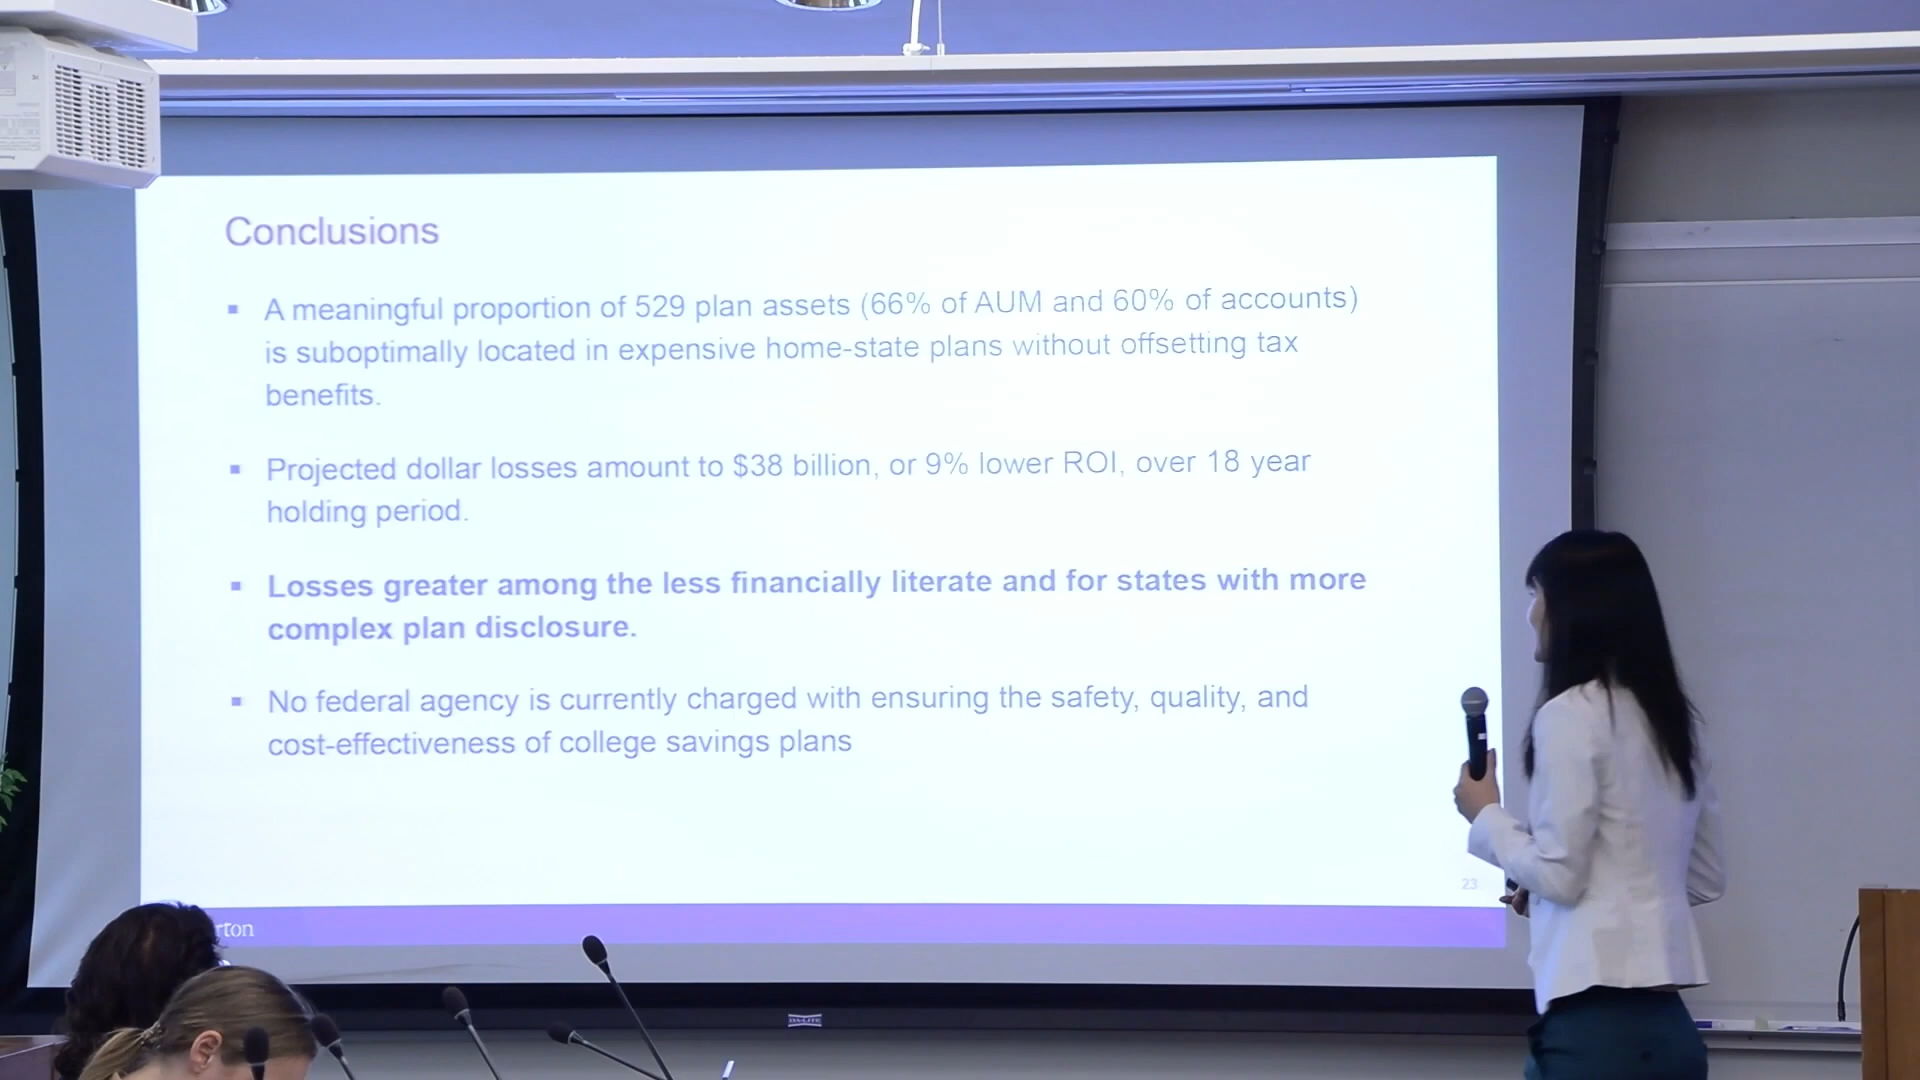 Conclusions
▪ A meaningful proportion of 529 plan assets (66% of AUM and 60% of accounts)
is suboptimally located in expensive home-state plans without offsetting tax
benefits.
▪ Projected dollar losses amount to $38 billion, or 9% lower ROI, over 18 year
holding period.
▪ Losses greater among the less financially literate and for states with more
complex plan disclosure.
▪ No federal agency is currently charged with ensuring the safety, quality, and
cost-effectiveness of college savings plans
23
rton
DA-LITE